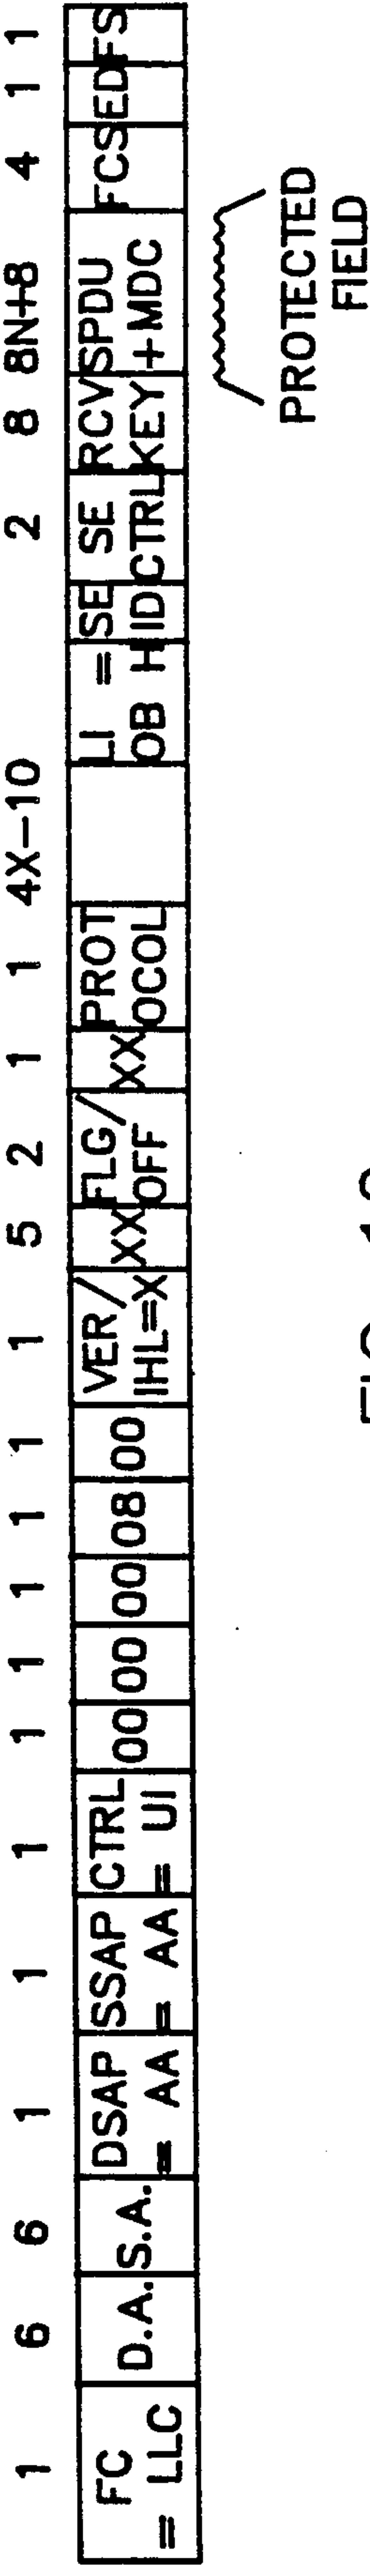 1 6 6 1 1 1 1 1 1 1 1 1 5 2 1 1 4X-10 2 8 8N+8 4 1 1
FC
= LLC
D.A.
S.A.
DSAP
= AA
SSAP
= AA
CTRL
= UI
00
00
00
08
00
VER/
IHL=X
XX
FLG/
OFF
XX
PROT
OCOL
LI =
OB H
SE
ID
SE
CTRL
RCV
KEY
SPDU
+MDC
FCS
ED
FS
PROTECTED
FIELD